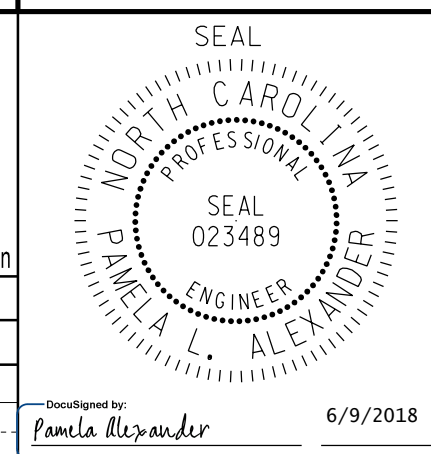 SEAL
NORTH CAROLINA
PROFESSIONAL
SEAL
023489
ENGINEER
PAMELA L. ALEXANDER
n
DocuSigned by:
Pamela Alexander
6/9/2018